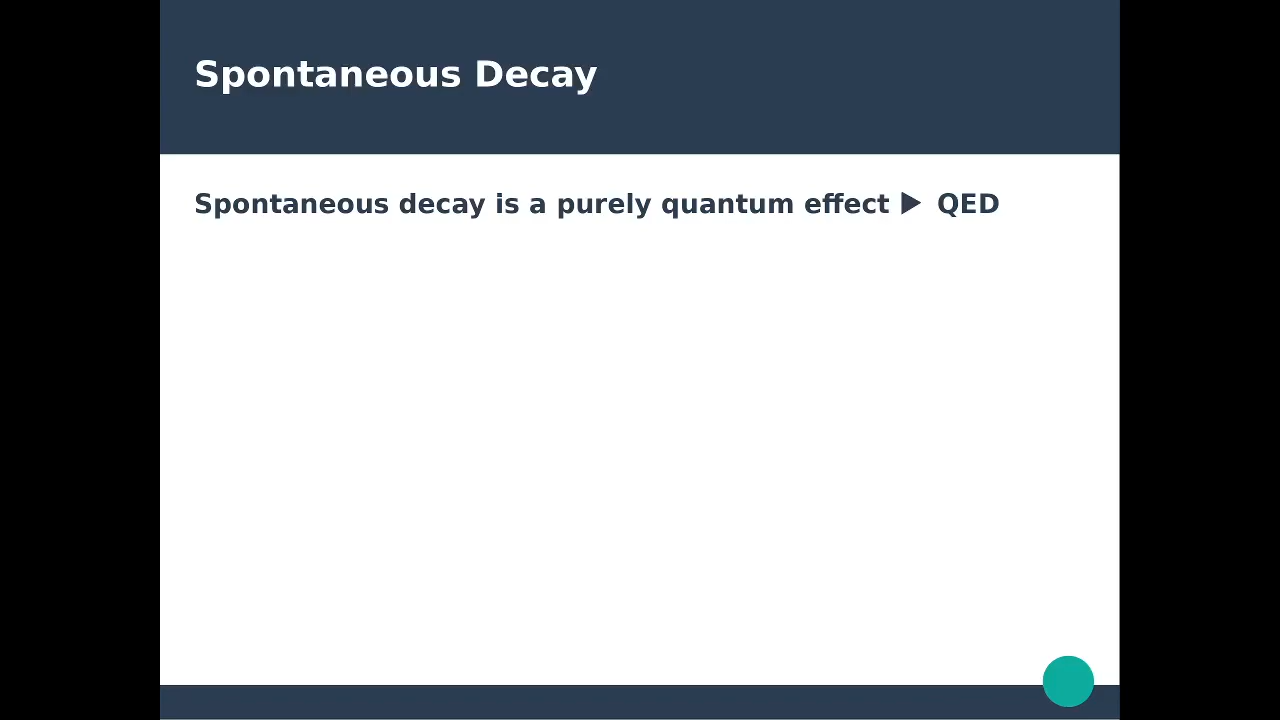 Spontaneous Decay
Spontaneous decay is a purely quantum effect ▶ QED